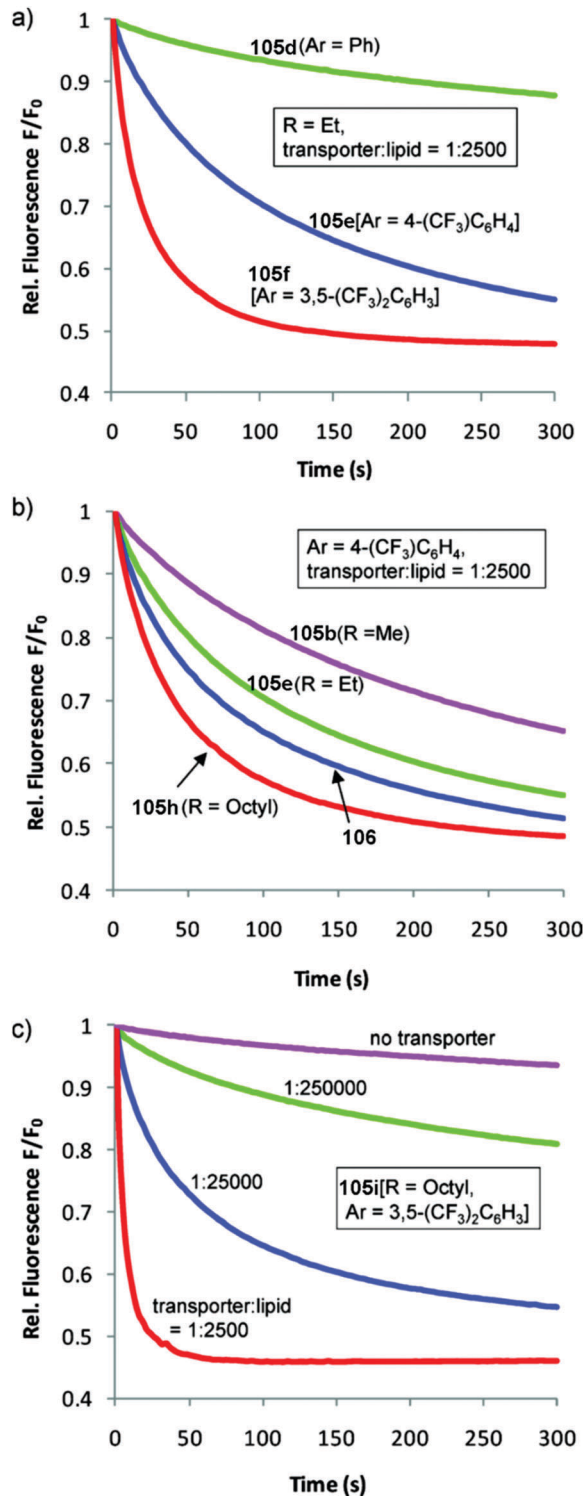 a)
1
0.9
0.8
0.7
0.6
0.5
0.4
Rel. Fluorescence F/F0
105d (Ar = Ph)
R = Et,
transporter:lipid = 1:2500
105e[Ar = 4-(CF3)C6H4]
105f
[Ar = 3,5-(CF3)2C6H3]
0 50 100 150 200 250 300
Time (s)
b)
1
0.9
0.8
0.7
0.6
0.5
0.4
Rel. Fluorescence F/F0
Ar = 4-(CF3)C6H4,
transporter:lipid = 1:2500
105b(R =Me)
105e(R = Et)
105h (R = Octyl)
106
0 50 100 150 200 250 300
Time (s)
c)
1
0.9
0.8
0.7
0.6
0.5
0.4
Rel. Fluorescence F/F0
no transporter
1:250000
1:25000
105i[R = Octyl,
Ar = 3,5-(CF3)2C6H3]
transporter:lipid
= 1:2500
0 50 100 150 200 250 300
Time (s)